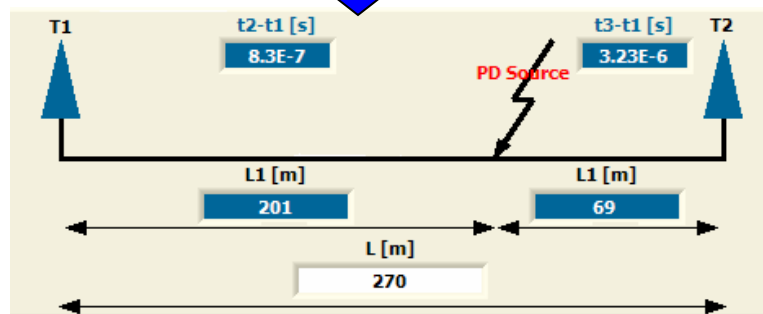 T1 t2-t1 [s] t3-t1 [s] T2
8.3E-7 3.23E-6
PD Source
L1 [m] L1 [m]
201 69
L [m]
270